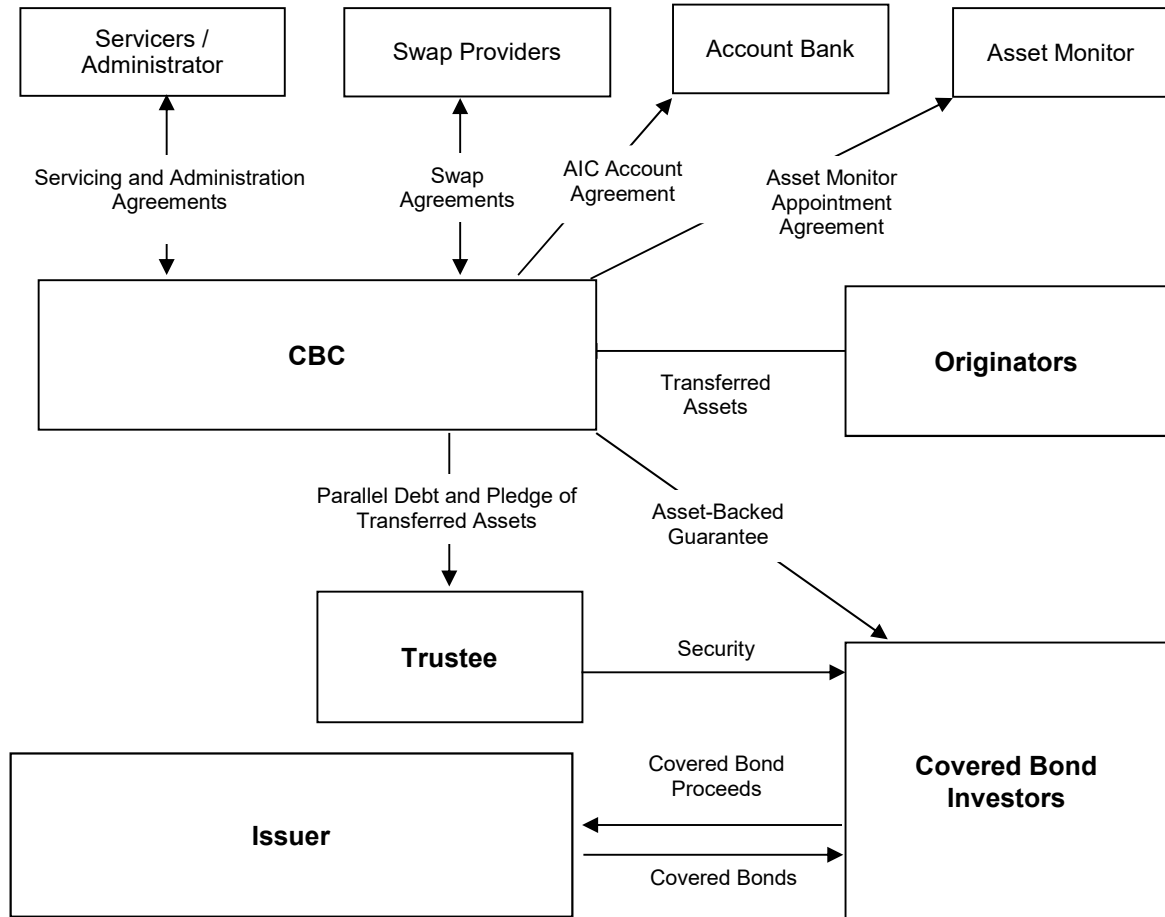 Servicers /
Administrator
Swap Providers
Account Bank
Asset Monitor
Servicing and Administration
Agreements
Swap
Agreements
AIC Account
Agreement
Asset Monitor
Appointment
Agreement
CBC
Originators
Transferred
Assets
Parallel Debt and Pledge of
Transferred Assets
Asset-Backed
Guarantee
Trustee
Security
Covered Bond
Investors
Covered Bond
Proceeds
Issuer
Covered Bonds